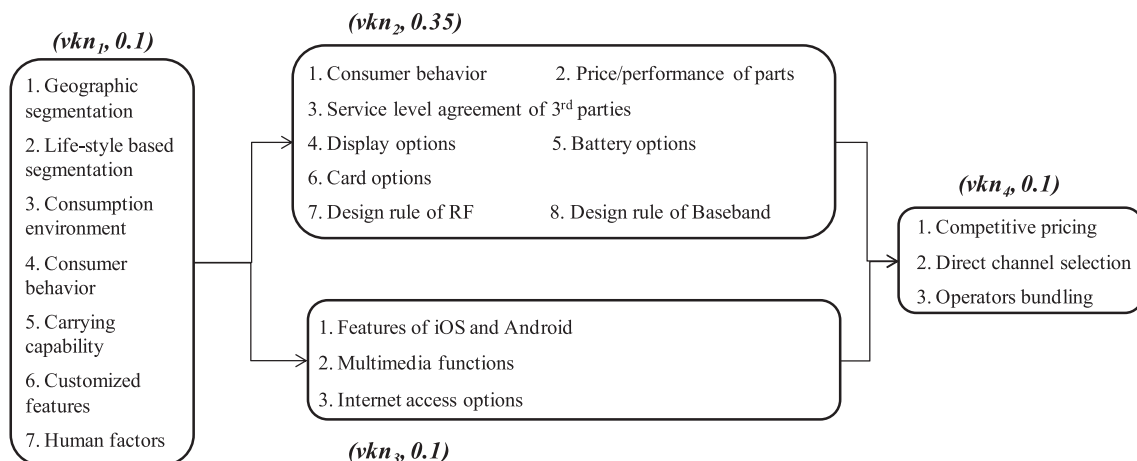 (vkn1, 0.1)
1. Geographic
segmentation
2. Life-style based
segmentation
3. Consumption
environment
4. Consumer
behavior
5. Carrying
capability
6. Customized
features
7. Human factors
(vkn2, 0.35)
1. Consumer behavior 2. Price/performance of parts
3. Service level agreement of 3rd parties
4. Display options 5. Battery options
6. Card options
7. Design rule of RF 8. Design rule of Baseband
1. Features of iOS and Android
2. Multimedia functions
3. Internet access options
(vkn3, 0.1)
(vkn4, 0.1)
1. Competitive pricing
2. Direct channel selection
3. Operators bundling